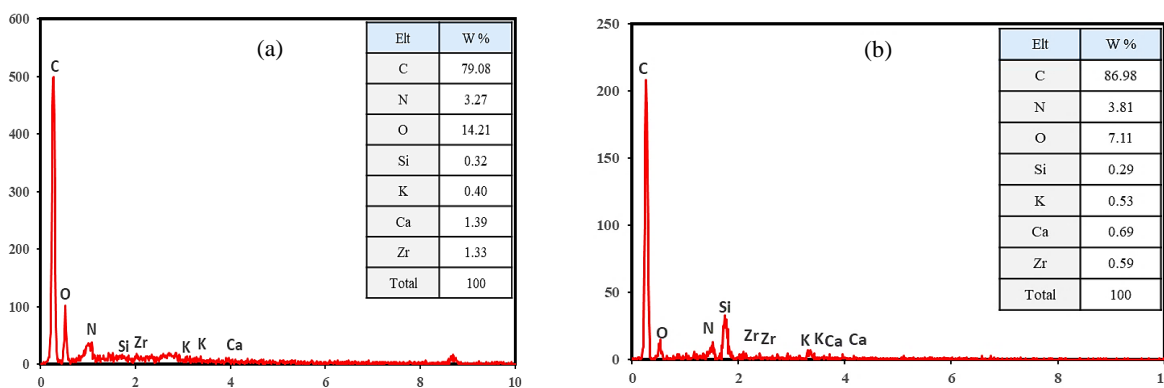 (a)
600
500
400
300
200
100
0
C
O
N
Si
Zr
K
K
Ca
0 2 4 6 8 10
Elt W %
C 79.08
N 3.27
O 14.21
Si 0.32
K 0.40
Ca 1.39
Zr 1.33
Total 100
(b)
250
200
150
100
50
0
C
O
N
Si
Zr Zr
K K Ca Ca
0 2 4 6 8 1
Elt W %
C 86.98
N 3.81
O 7.11
Si 0.29
K 0.53
Ca 0.69
Zr 0.59
Total 100